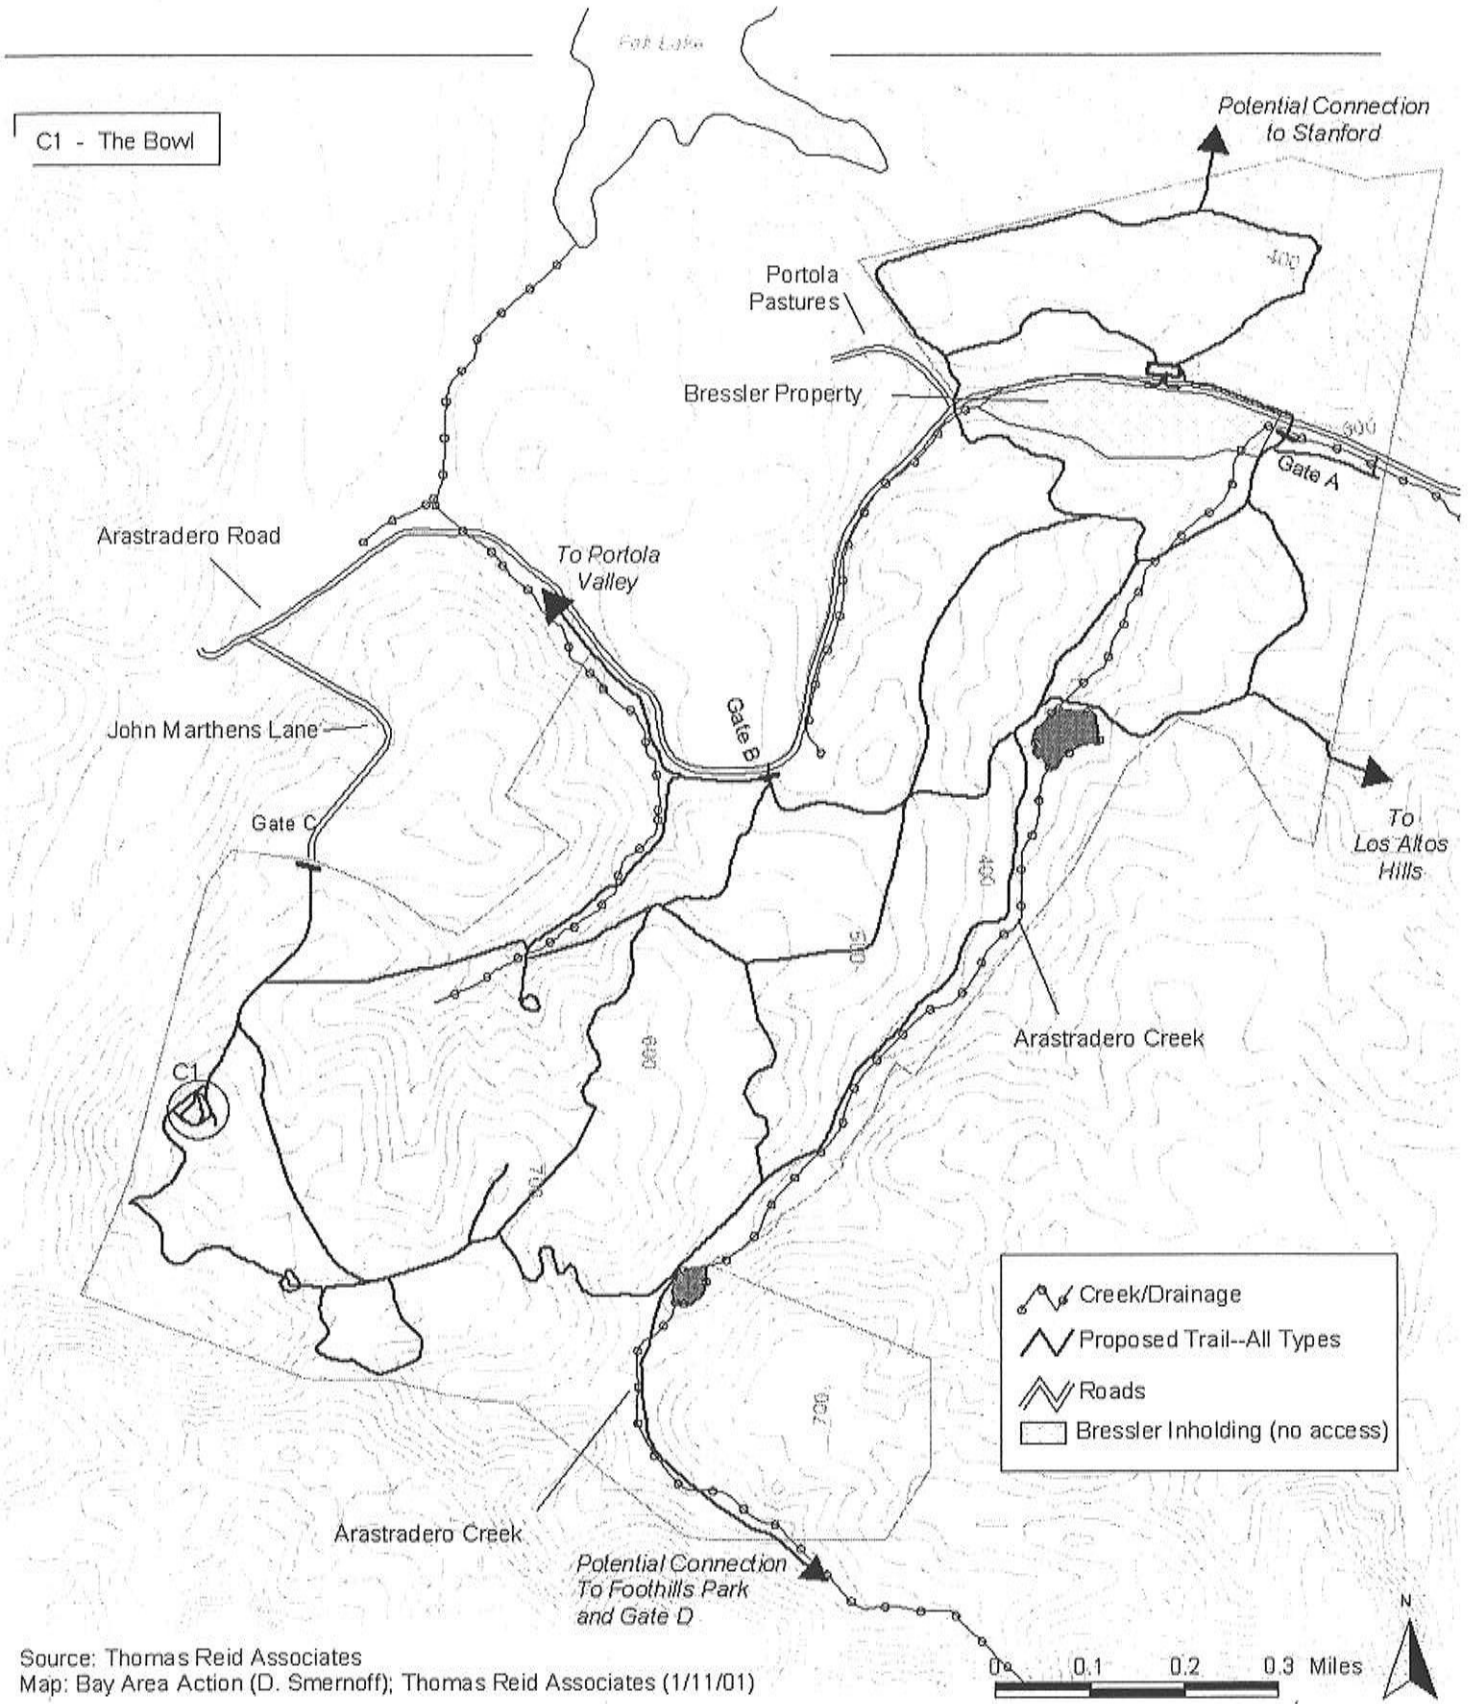 Felt Lake
C1 - The Bowl
Potential Connection
to Stanford
400
Portola
Pastures
Bressler Property
300
Gate A
Arastradero Road
To Portola
Valley
John Marthens Lane
Gate B
Gate C
To
Los Altos
Hills
400
500
Arastradero Creek
600
C1
700
Creek/Drainage
Proposed Trail--All Types
Roads
Bressler Inholding (no access)
700
Arastradero Creek
Potential Connection
To Foothills Park
and Gate D
N
Source: Thomas Reid Associates
Map: Bay Area Action (D. Smernoff); Thomas Reid Associates (1/11/01)
0 0.1 0.2 0.3 Miles